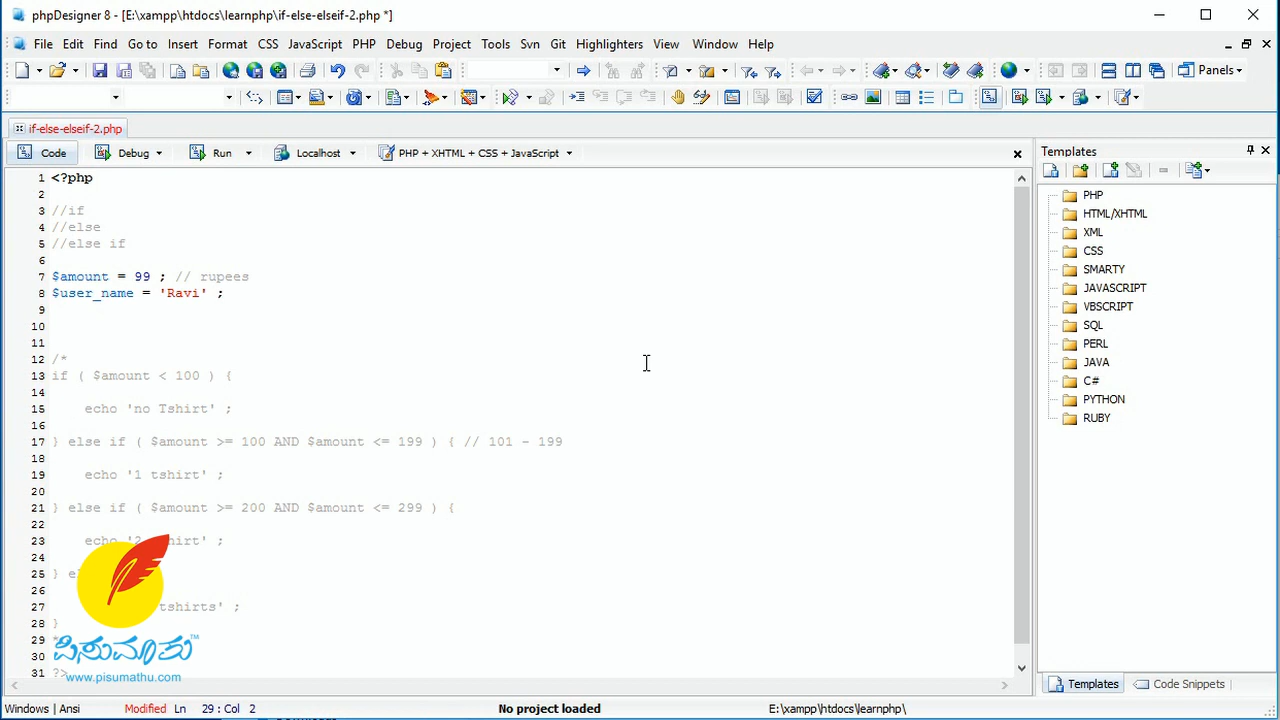 phpDesigner 8 - [E:\xampp\htdocs\learnphp\if-else-elseif-2.php *]
File Edit Find Go to Insert Format CSS JavaScript PHP Debug Project Tools Svn Git Highlighters View Window Help
Panels
if-else-elseif-2.php
Code Debug Run Localhost PHP + XHTML + CSS + JavaScript
1 <?php
2
3 //if
4 //else
5 //else if
6
7 $amount = 99 ; // rupees
8 $user_name = 'Ravi' ;
9
10
11
12 /*
13 if ( $amount < 100 ) {
14
15 echo 'no Tshirt' ;
16
17 } else if ( $amount >= 100 AND $amount <= 199 ) { // 101 - 199
18
19 echo '1 tshirt' ;
20
21 } else if ( $amount >= 200 AND $amount <= 299 ) {
22
23 echo ;
24
25 }
26
27 tshirts' ;
28 }
29
30
31 ?>
ಪಿಸುಮಾತು™
www.pisumathu.com
Templates
PHP
HTML/XHTML
XML
CSS
SMARTY
JAVASCRIPT
VBSCRIPT
SQL
PERL
JAVA
C#
PYTHON
RUBY
Templates Code Snippets
Windows | Ansi Modified Ln 29 : Col 2 No project loaded E:\xampp\htdocs\learnphp\